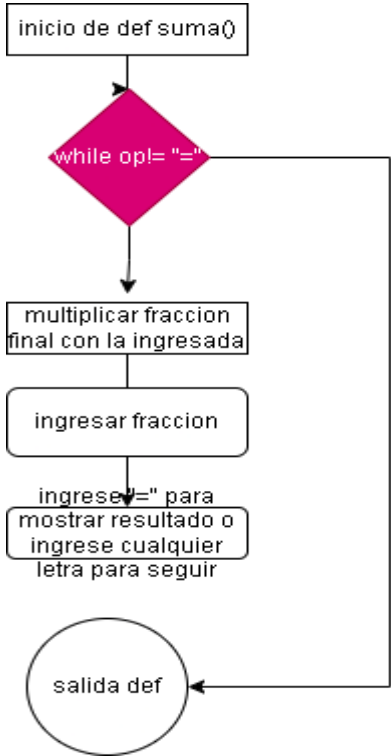 inicio de def suma()
while op!= "="
multiplicar fraccion
final con la ingresada
ingresar fraccion
ingrese "=" para
mostrar resultado o
ingrese cualquier
letra para seguir
salida def